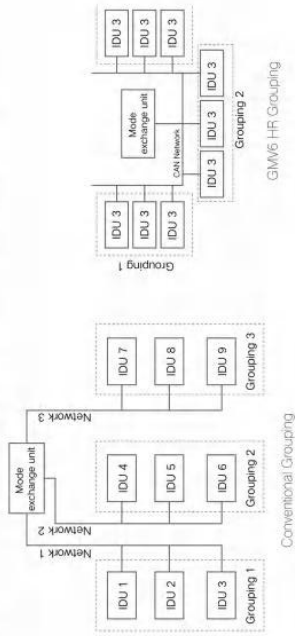 Mode
exchange unit
Network 1
Network 2
Network 3
IDU 1
IDU 2
IDU 3
Grouping 1
IDU 4
IDU 5
IDU 6
Grouping 2
IDU 7
IDU 8
IDU 9
Grouping 3
Conventional Grouping
Grouping 1
IDU 3
IDU 3
IDU 3
Mode
exchange unit
CAN Network
IDU 3
IDU 3
IDU 3
IDU 3
IDU 3
IDU 3
Grouping 2
GMV6 HR Grouping